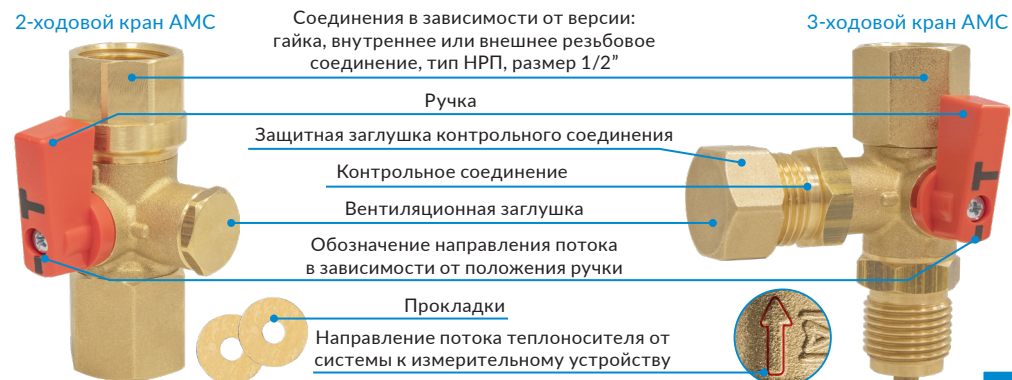 2-ходовой кран АМС
Соединения в зависимости от версии:
гайка, внутреннее или внешнее резьбовое
соединение, тип НРП, размер 1/2”
3-ходовой кран АМС
Ручка
Защитная заглушка контрольного соединения
Контрольное соединение
Вентиляционная заглушка
Обозначение направления потока
в зависимости от положения ручки
Прокладки
Направление потока теплоносителя от
системы к измерительному устройству